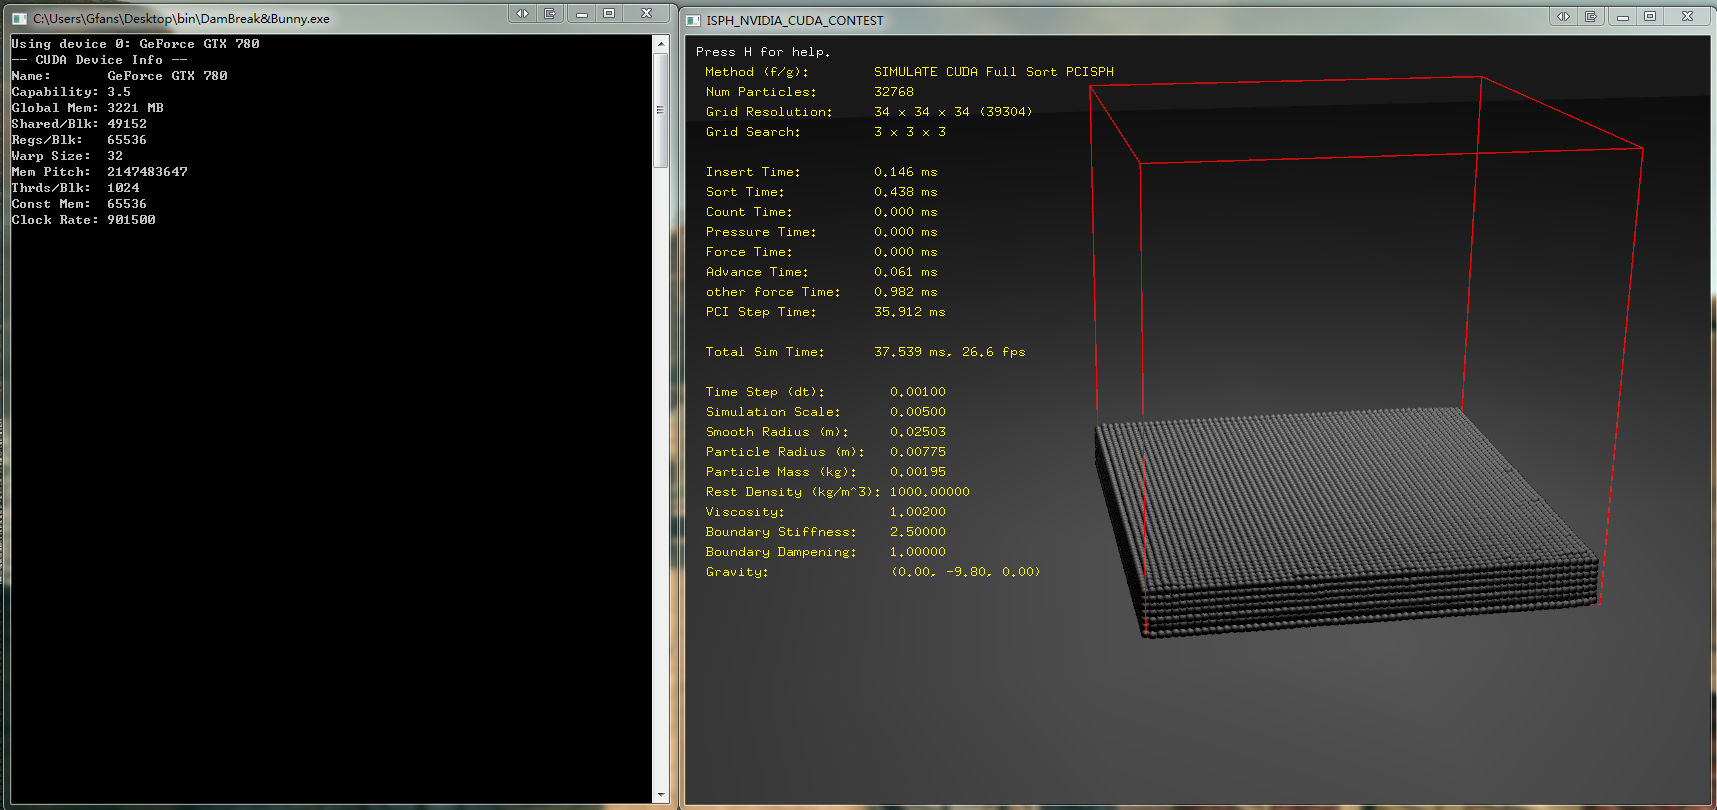 C:\Users\Gfans\Desktop\bin\DamBreak&Bunny.exe
Using device 0: GeForce GTX 780
-- CUDA Device Info --
Name: GeForce GTX 780
Capability: 3.5
Global Mem: 3221 MB
Shared/Blk: 49152
Regs/Blk: 65536
Warp Size: 32
Mem Pitch: 2147483647
Thrds/Blk: 1024
Const Mem: 65536
Clock Rate: 901500
ISPH_NVIDIA_CUDA_CONTEST
Press H for help.
Method (f/g): SIMULATE CUDA Full Sort PCISPH
Num Particles: 32768
Grid Resolution: 34 x 34 x 34 (39304)
Grid Search: 3 x 3 x 3
Insert Time: 0.146 ms
Sort Time: 0.438 ms
Count Time: 0.000 ms
Pressure Time: 0.000 ms
Force Time: 0.000 ms
Advance Time: 0.061 ms
other force Time: 0.982 ms
PCI Step Time: 35.912 ms
Total Sim Time: 37.539 ms, 26.6 fps
Time Step (dt): 0.00100
Simulation Scale: 0.00500
Smooth Radius (m): 0.02503
Particle Radius (m): 0.00775
Particle Mass (kg): 0.00195
Rest Density (kg/m^3): 1000.00000
Viscosity: 1.00200
Boundary Stiffness: 2.50000
Boundary Dampening: 1.00000
Gravity: (0.00, -9.80, 0.00)